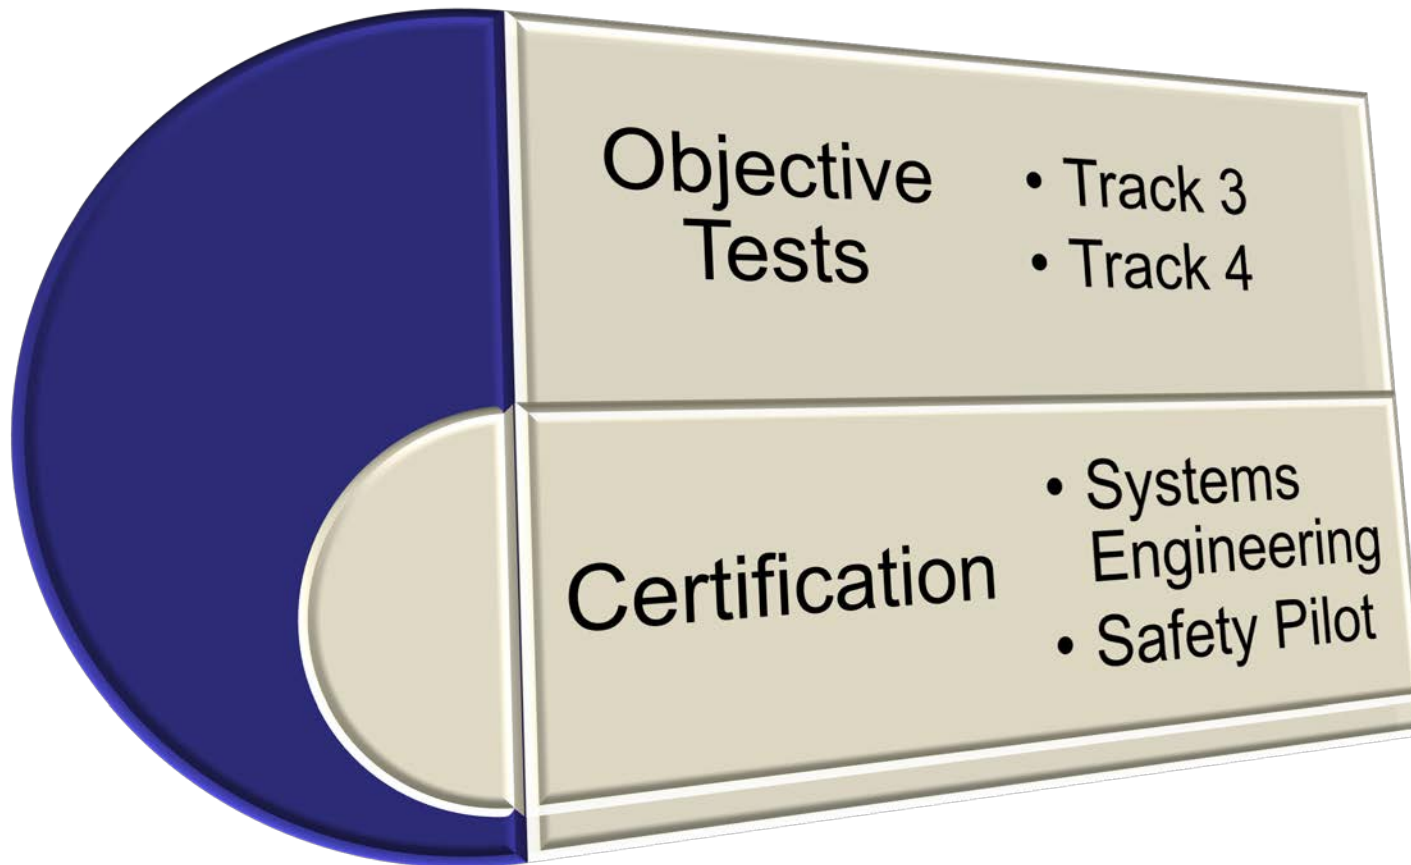 Objective
Tests
• Track 3
• Track 4
Certification
• Systems
Engineering
• Safety Pilot